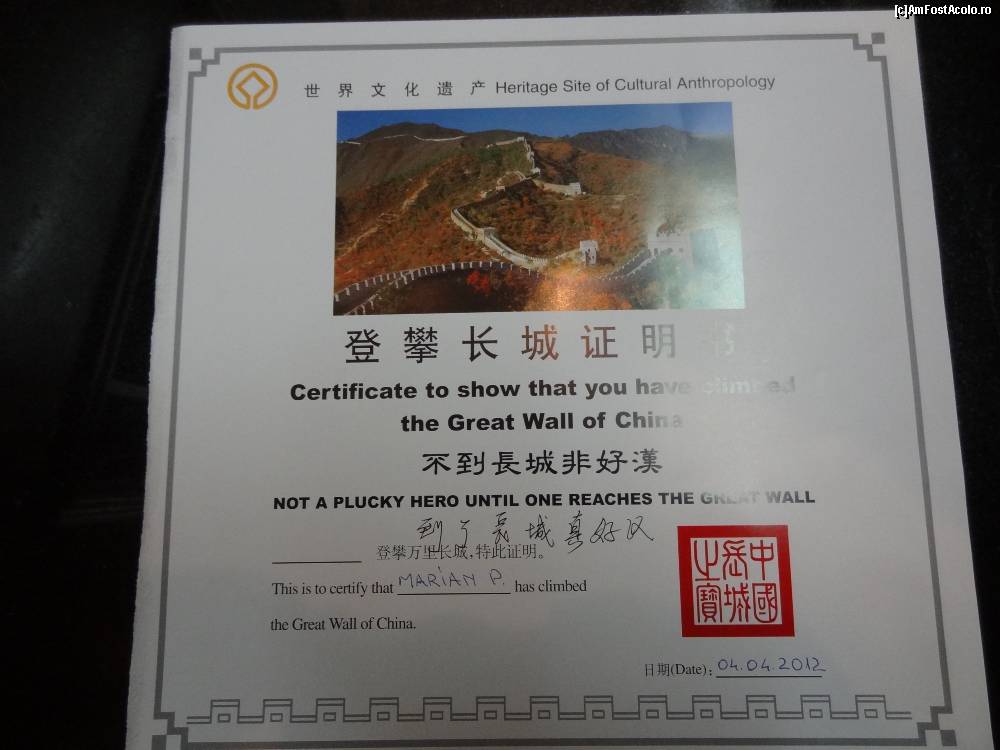 [c]AmFostAcolo.ro
世界文化遗产 Heritage Site of Cultural Anthropology
登攀长城证明书
Certificate to show that you have climbed
the Great Wall of China
不到長城非好漢
NOT A PLUCKY HERO UNTIL ONE REACHES THE GREAT WALL
到了長城真好汉
登攀万里长城,特此证明。
This is to certify that MARIAN P. has climbed
the Great Wall of China.
中國長城之寶
日期(Date): 04.04.2012